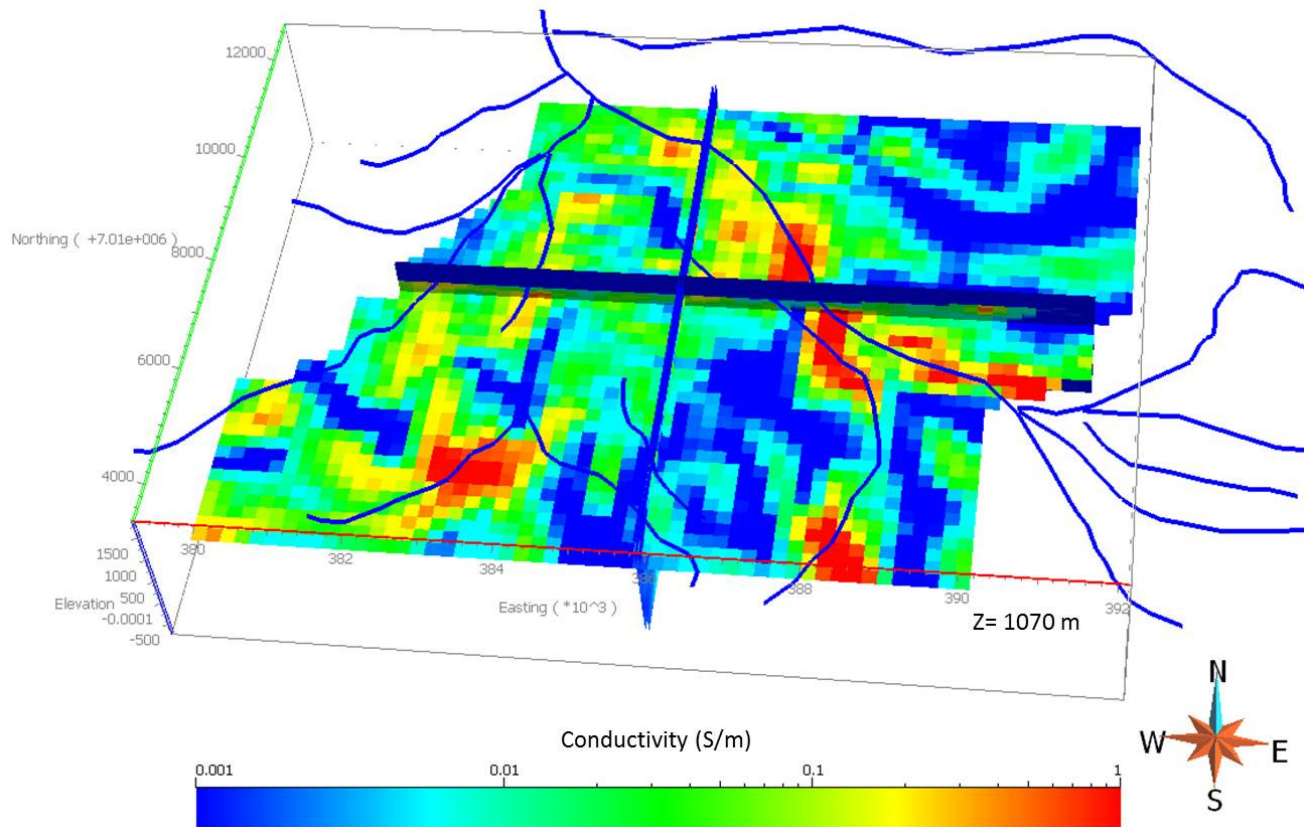 12000
10000
Northing ( +7.01e+006 )
8000
6000
4000
1500
1000
Elevation
500
-0.0001
-500
380
382
384
386
388
390
392
Easting ( *10^3 )
Z= 1070 m
N
W
E
S
Conductivity (S/m)
0.001
0.01
0.1
1